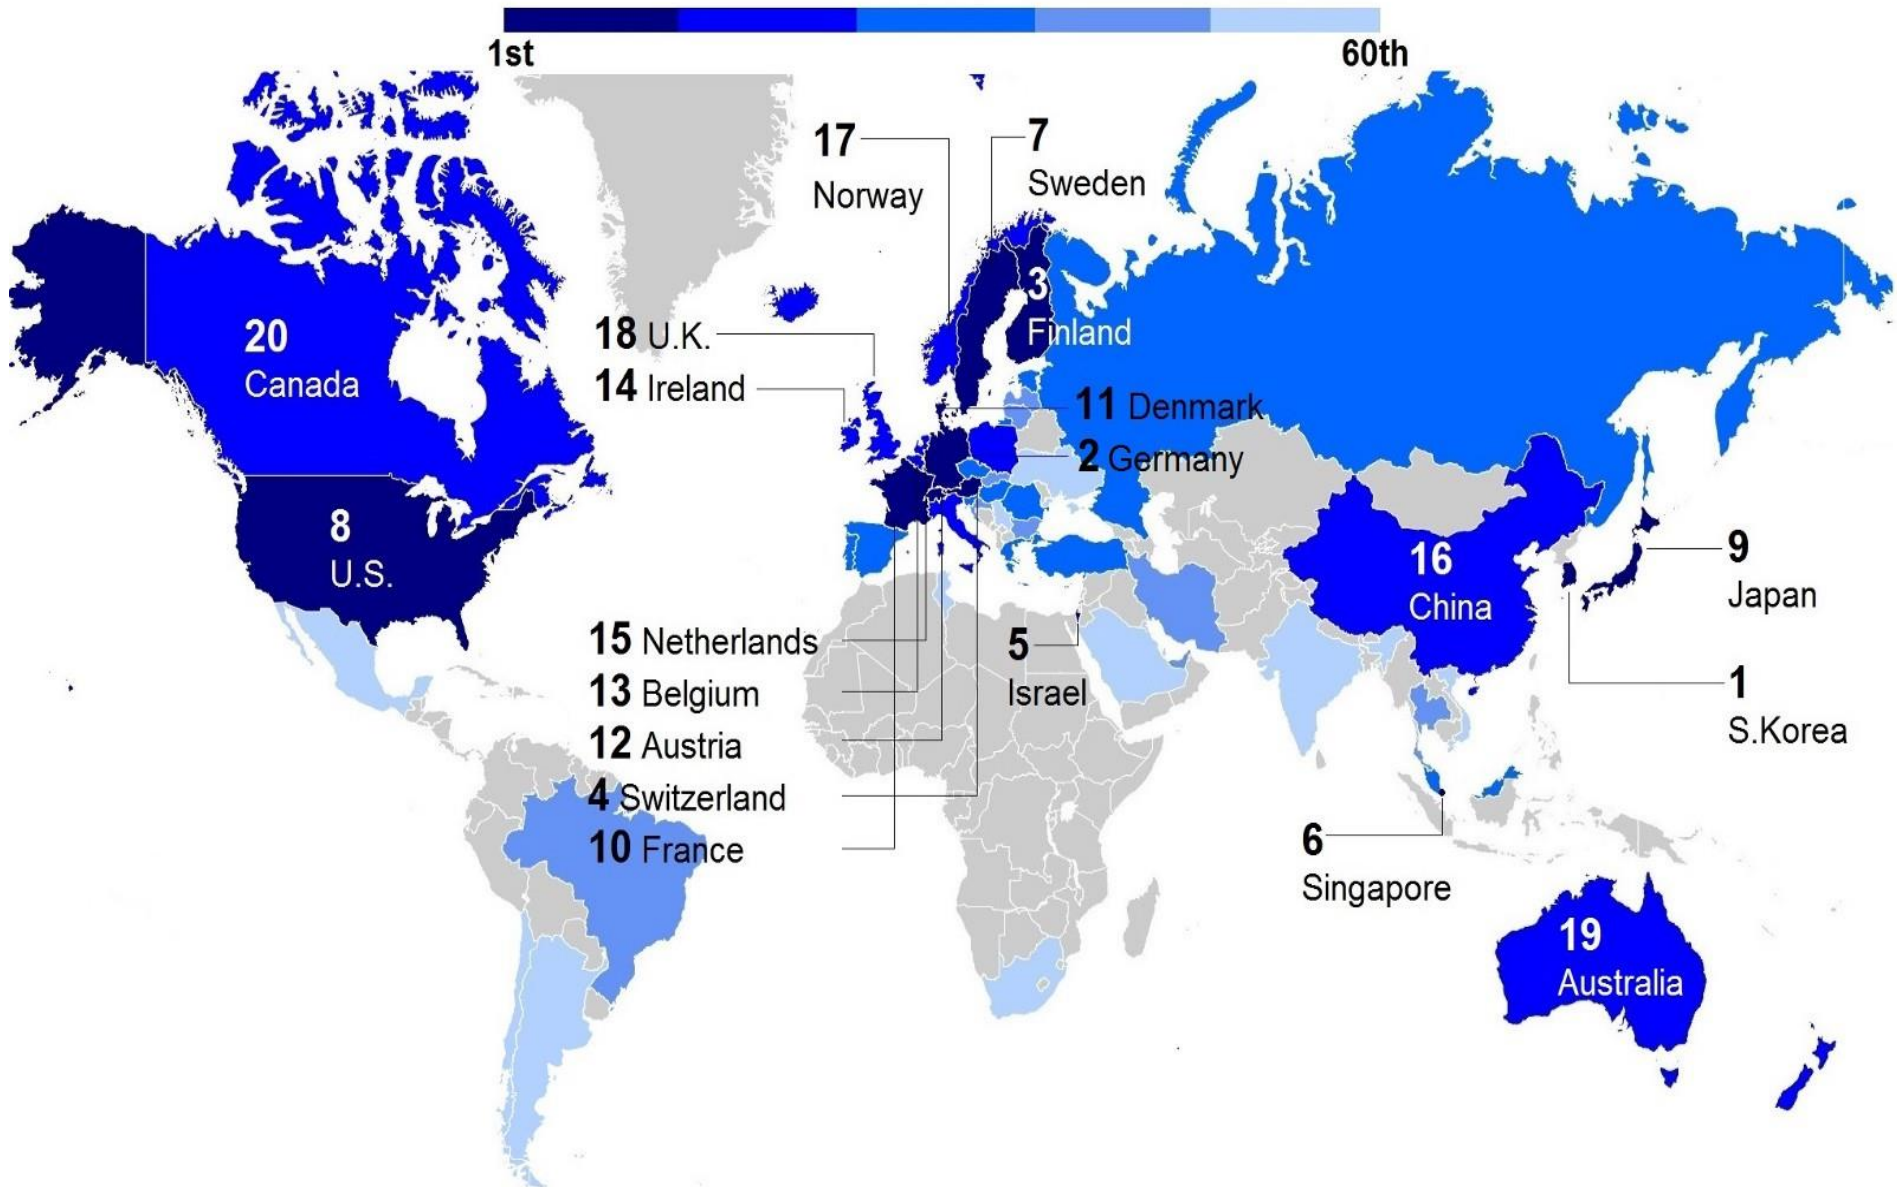 1st
60th
17
Norway
7
Sweden
3
Finland
20
Canada
18 U.K.
14 Ireland
11 Denmark
2 Germany
8
U.S.
16
China
9
Japan
15 Netherlands
13 Belgium
12 Austria
4 Switzerland
10 France
5
Israel
1
S.Korea
6
Singapore
19
Australia